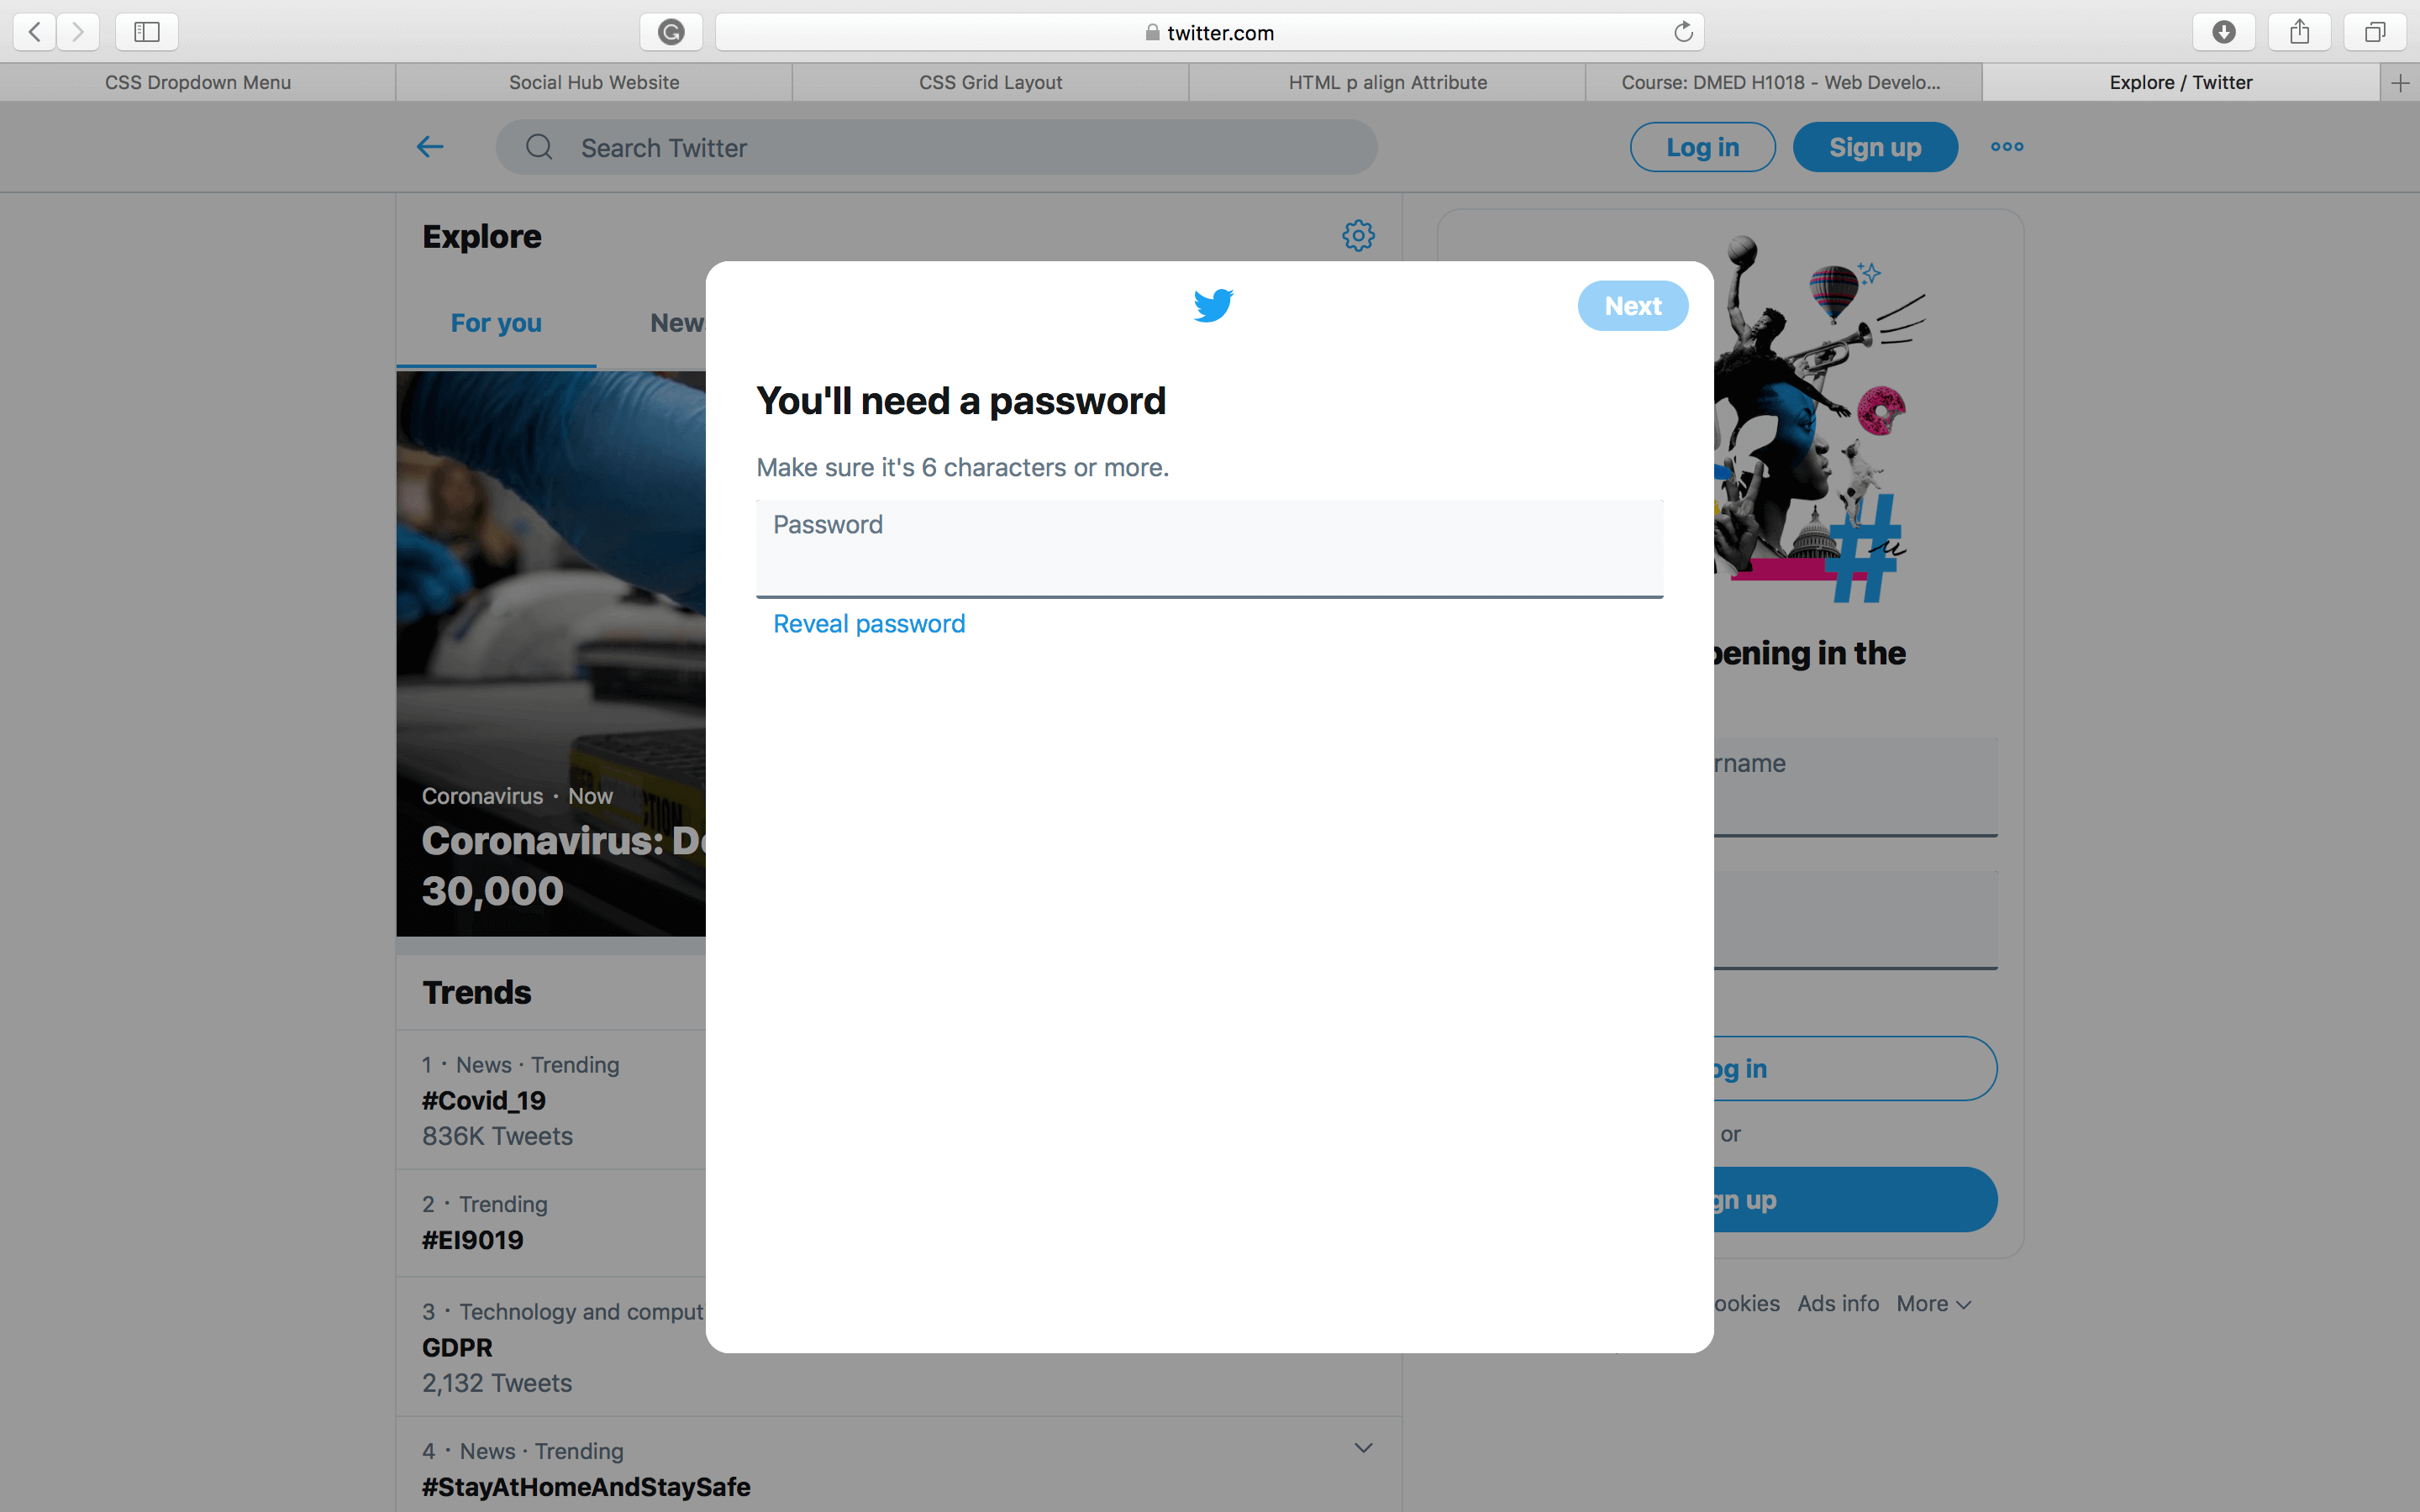 twitter.com
CSS Dropdown Menu
Social Hub Website
CSS Grid Layout
HTML p align Attribute
Course: DMED H1018 - Web Develo...
Explore / Twitter
Search Twitter
Log in
Sign up
Explore
For you
New
Next
You'll need a password
Make sure it's 6 characters or more.
Password
Reveal password
pening in the
rname
Coronavirus · Now
Coronavirus: De
30,000
Trends
1 · News · Trending
#Covid_19
836K Tweets
og in
or
2 · Trending
#EI9019
gn up
3 · Technology and comput
GDPR
2,132 Tweets
ookies Ads info More
4 · News · Trending
#StayAtHomeAndStaySafe